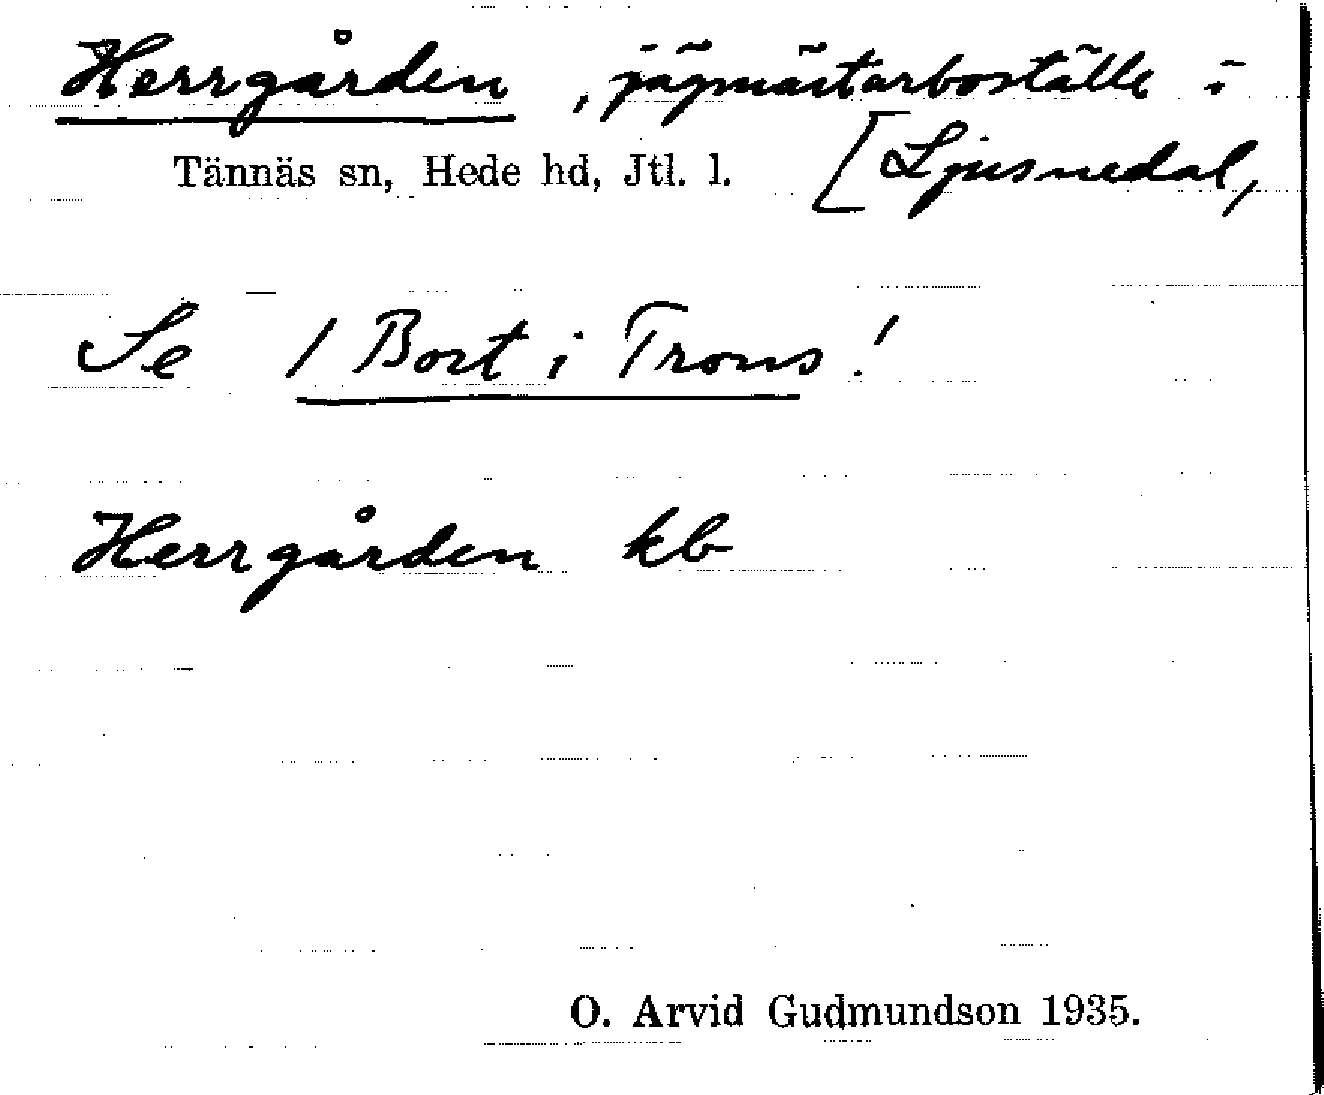 Herrgården, jägmästarboställe i
[Ljusnedal,
Tännäs sn, Hede hd, Jtl. l.
Se 1 Bort i Trons!
Herrgården kb
O. Arvid Gudmundson 1935.